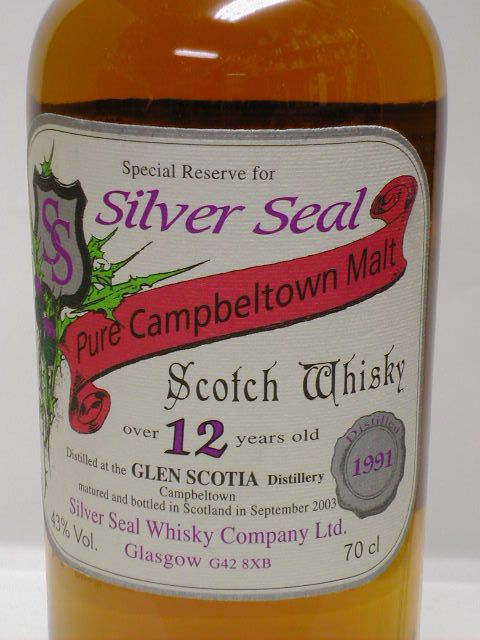 Special Reserve for
SS
Silver Seal
Pure Campbeltown Malt
Scotch Whisky
over 12 years old
Distilled at the GLEN SCOTIA Distillery
Campbeltown
matured and bottled in Scotland in September 2003
Distilled
1991
Silver Seal Whisky Company Ltd.
43% Vol.
Glasgow G42 8XB
70 cl